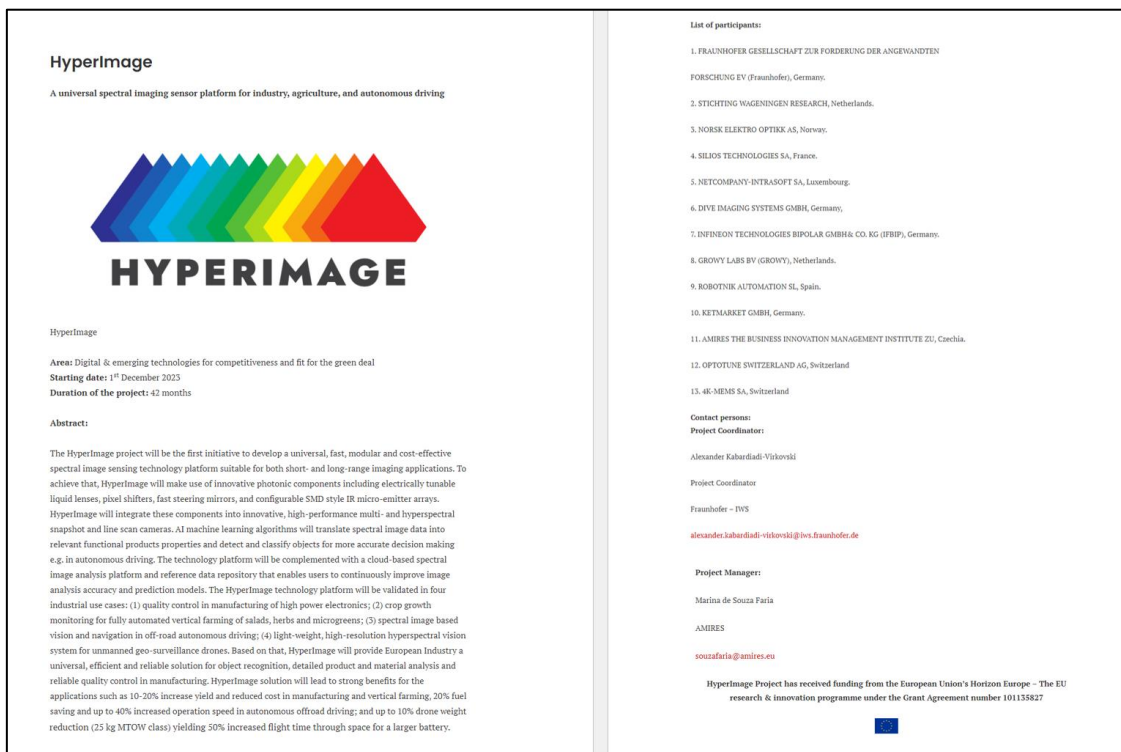 HyperImage
A universal spectral imaging sensor platform for industry, agriculture, and autonomous driving
HYPERIMAGE
HyperImage
Area: Digital & emerging technologies for competitiveness and fit for the green deal
Starting date: 1st December 2023
Duration of the project: 42 months
Abstract:
The HyperImage project will be the first initiative to develop a universal, fast, modular and cost-effective
spectral image sensing technology platform suitable for both short- and long-range imaging applications. To
achieve that, HyperImage will make use of innovative photonic components including electrically tunable
liquid lenses, pixel shifters, fast steering mirrors, and configurable SMD style IR micro-emitter arrays.
HyperImage will integrate these components into innovative, high-performance multi- and hyperspectral
snapshot and line scan cameras. AI machine learning algorithms will translate spectral image data into
relevant functional products properties and detect and classify objects for more accurate decision making
e.g. in autonomous driving. The technology platform will be complemented with a cloud-based spectral
image analysis platform and reference data repository that enables users to continuously improve image
analysis accuracy and prediction models. The HyperImage technology platform will be validated in four
industrial use cases: (1) quality control in manufacturing of high power electronics; (2) crop growth
monitoring for fully automated vertical farming of salads, herbs and microgreens; (3) spectral image based
vision and navigation in off-road autonomous driving; (4) light-weight, high-resolution hyperspectral vision
system for unmanned geo-surveillance drones. Based on that, HyperImage will provide European Industry a
universal, efficient and reliable solution for object recognition, detailed product and material analysis and
reliable quality control in manufacturing. HyperImage solution will lead to strong benefits for the
applications such as 10-20% increase yield and reduced cost in manufacturing and vertical farming, 20% fuel
saving and up to 40% increased operation speed in autonomous offroad driving; and up to 10% drone weight
reduction (25 kg MTOW class) yielding 50% increased flight time through space for a larger battery.
List of participants:
1. FRAUNHOFER GESELLSCHAFT ZUR FORDERUNG DER ANGEWANDTEN
FORSCHUNG EV (Fraunhofer), Germany.
2. STICHTING WAGENINGEN RESEARCH, Netherlands.
3. NORSK ELEKTRO OPTIKK AS, Norway.
4. SILIOS TECHNOLOGIES SA, France.
5. NETCOMPANY-INTRASOFT SA, Luxembourg.
6. DIVE IMAGING SYSTEMS GMBH, Germany,
7. INFINEON TECHNOLOGIES BIPOLAR GMBH& CO. KG (IFBIP), Germany.
8. GROWY LABS BV (GROWY), Netherlands.
9. ROBOTNIK AUTOMATION SL, Spain.
10. KETMARKET GMBH, Germany.
11. AMIRES THE BUSINESS INNOVATION MANAGEMENT INSTITUTE ZU, Czechia.
12. OPTOTUNE SWITZERLAND AG, Switzerland
13. 4K-MEMS SA, Switzerland
Contact persons:
Project Coordinator:
Alexander Kabardiadi-Virkovski
Project Coordinator
Fraunhofer – IWS
alexander.kabardiadi-virkovski@iws.fraunhofer.de
Project Manager:
Marina de Souza Faria
AMIRES
souzafaria@amires.eu
HyperImage Project has received funding from the European Union's Horizon Europe – The EU
research & innovation programme under the Grant Agreement number 101135827